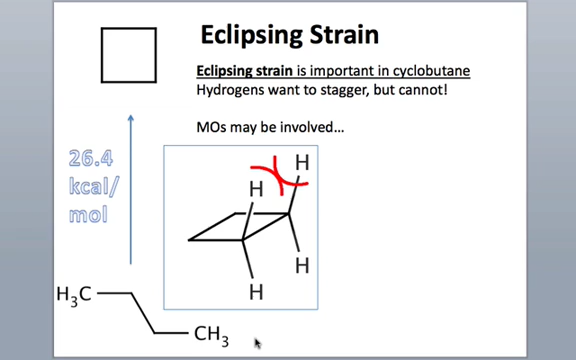 Eclipsing Strain
Eclipsing strain is important in cyclobutane
Hydrogens want to stagger, but cannot!
MOs may be involved...
26.4
kcal/
mol
H
H
H
H
H₃C
CH₃